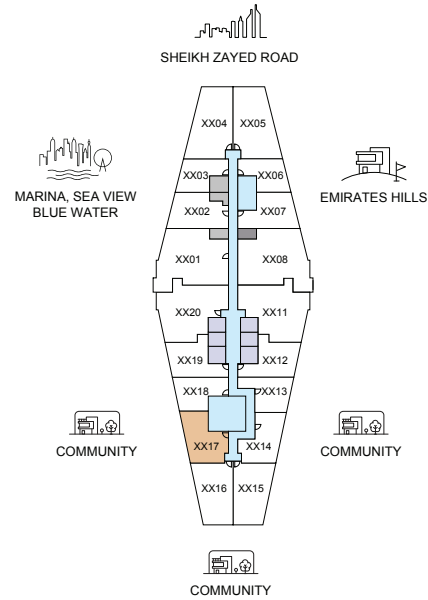 SHEIKH ZAYED ROAD
XX04 XX05
MARINA, SEA VIEW
BLUE WATER
XX03 XX06
EMIRATES HILLS
XX02 XX07
XX01 XX08
XX20 XX11
XX19 XX12
XX18 XX13
COMMUNITY
XX17 XX14
COMMUNITY
XX16 XX15
COMMUNITY